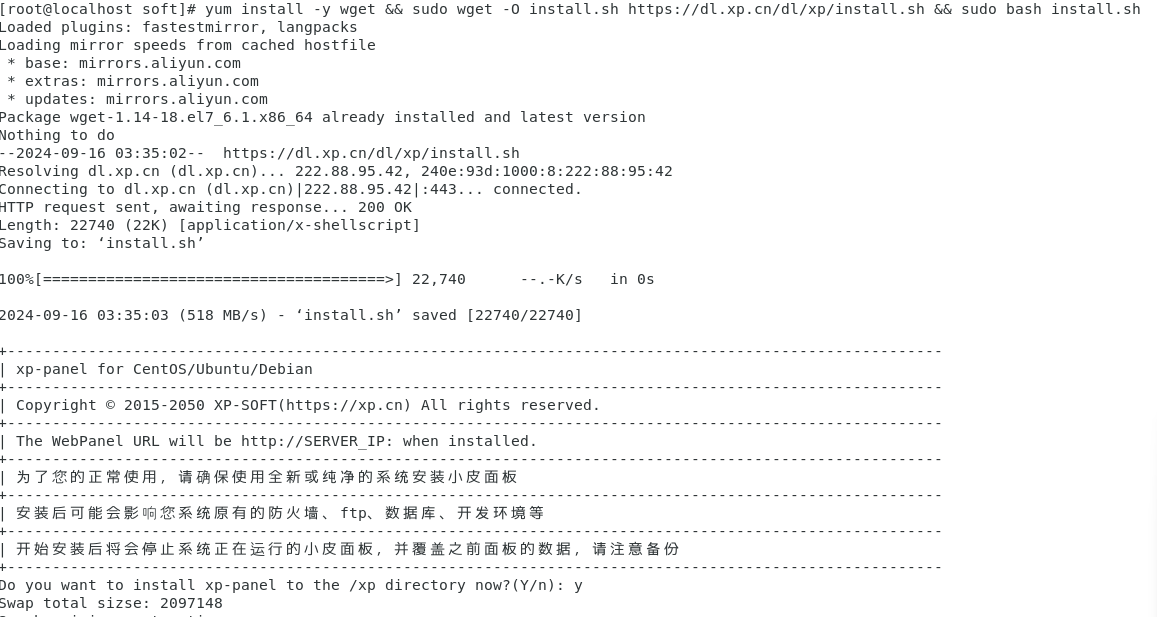 [root@localhost soft]# yum install -y wget && sudo wget -O install.sh https://dl.xp.cn/dl/xp/install.sh && sudo bash install.sh
Loaded plugins: fastestmirror, langpacks
Loading mirror speeds from cached hostfile
 * base: mirrors.aliyun.com
 * extras: mirrors.aliyun.com
 * updates: mirrors.aliyun.com
Package wget-1.14-18.el7_6.1.x86_64 already installed and latest version
Nothing to do
--2024-09-16 03:35:02--  https://dl.xp.cn/dl/xp/install.sh
Resolving dl.xp.cn (dl.xp.cn)... 222.88.95.42, 240e:93d:1000:8:222:88:95:42
Connecting to dl.xp.cn (dl.xp.cn)|222.88.95.42|:443... connected.
HTTP request sent, awaiting response... 200 OK
Length: 22740 (22K) [application/x-shellscript]
Saving to: ‘install.sh’
100%[======================================>] 22,740      --.-K/s   in 0s
2024-09-16 03:35:03 (518 MB/s) - ‘install.sh’ saved [22740/22740]
+--------------------------------------------------------------------------------------------------------
| xp-panel for CentOS/Ubuntu/Debian
+--------------------------------------------------------------------------------------------------------
| Copyright © 2015-2050 XP-SOFT(https://xp.cn) All rights reserved.
+--------------------------------------------------------------------------------------------------------
| The WebPanel URL will be http://SERVER_IP: when installed.
+--------------------------------------------------------------------------------------------------------
| 为了您的正常使用，请确保使用全新或纯净的系统安装小皮面板
+--------------------------------------------------------------------------------------------------------
| 安装后可能会影响您系统原有的防火墙、ftp、数据库、开发环境等
+--------------------------------------------------------------------------------------------------------
| 开始安装后将会停止系统正在运行的小皮面板，并覆盖之前面板的数据，请注意备份
+--------------------------------------------------------------------------------------------------------
Do you want to install xp-panel to the /xp directory now?(Y/n): y
Swap total sizse: 2097148